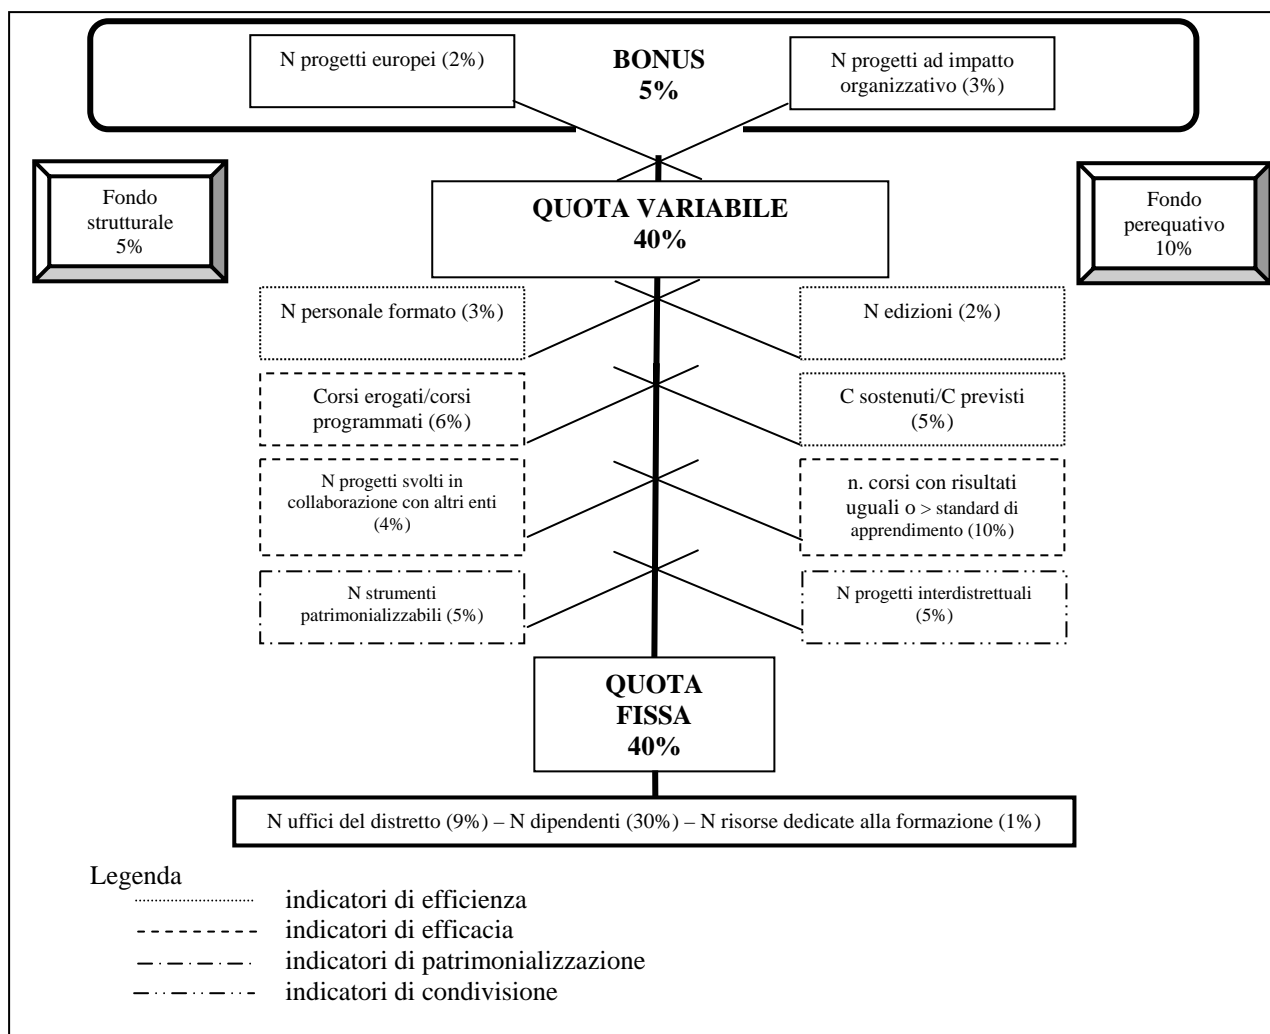 N progetti europei (2%)
BONUS
5%
N progetti ad impatto
organizzativo (3%)
Fondo
strutturale
5%
QUOTA VARIABILE
40%
Fondo
perequativo
10%
N personale formato (3%)
N edizioni (2%)
Corsi erogati/corsi
programmati (6%)
C sostenuti/C previsti
(5%)
N progetti svolti in
collaborazione con altri enti
(4%)
n. corsi con risultati
uguali o > standard di
apprendimento (10%)
N strumenti
patrimonializzabili (5%)
N progetti interdistrettuali
(5%)
QUOTA
FISSA
40%
N uffici del distretto (9%) – N dipendenti (30%) – N risorse dedicate alla formazione (1%)
Legenda
indicatori di efficienza
indicatori di efficacia
indicatori di patrimonializzazione
indicatori di condivisione